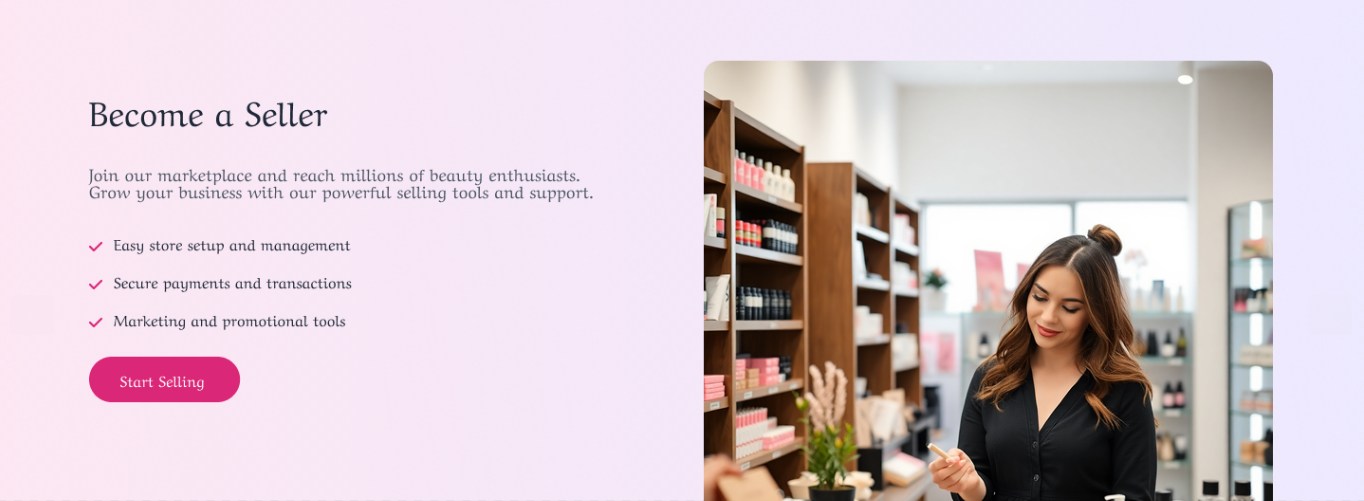 Become a Seller
Join our marketplace and reach millions of beauty enthusiasts.
Grow your business with our powerful selling tools and support.
Easy store setup and management
Secure payments and transactions
Marketing and promotional tools
Start Selling